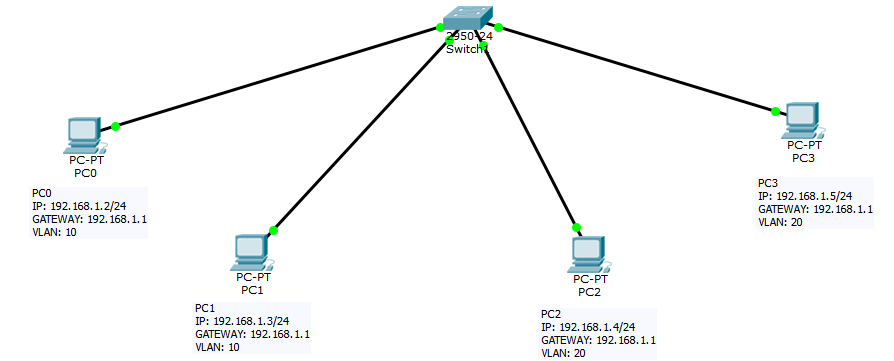 2950-24
Switch1
PC-PT
PC0
PC0
IP: 192.168.1.2/24
GATEWAY: 192.168.1.1
VLAN: 10
PC-PT
PC1
PC1
IP: 192.168.1.3/24
GATEWAY: 192.168.1.1
VLAN: 10
PC-PT
PC2
PC2
IP: 192.168.1.4/24
GATEWAY: 192.168.1.1
VLAN: 20
PC-PT
PC3
PC3
IP: 192.168.1.5/24
GATEWAY: 192.168.1.1
VLAN: 20